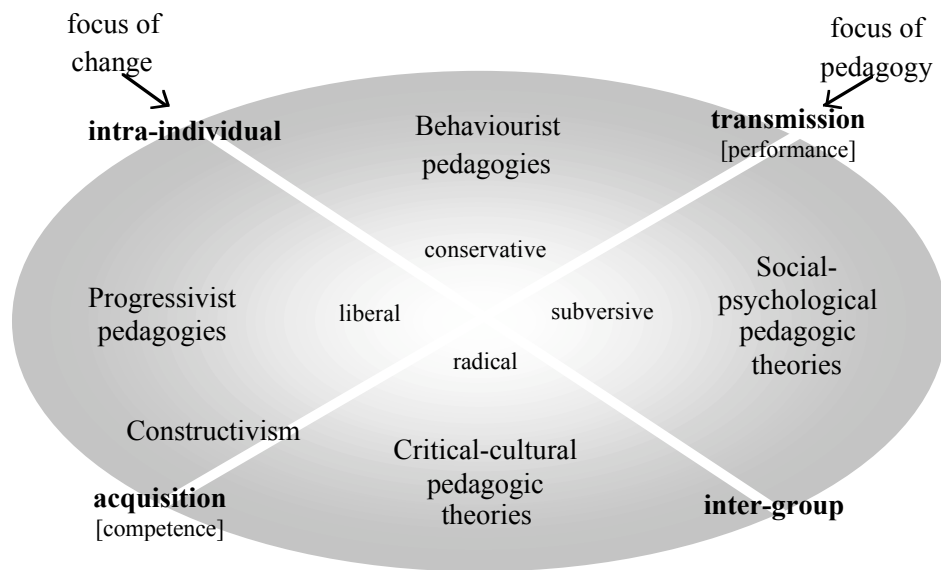 focus of
change
focus of
pedagogy
intra-individual
Behaviourist
pedagogies
transmission
[performance]
conservative
Progressivist
pedagogies
liberal
subversive
Social-
psychological
pedagogic
theories
radical
Constructivism
Critical-cultural
pedagogic
theories
acquisition
[competence]
inter-group